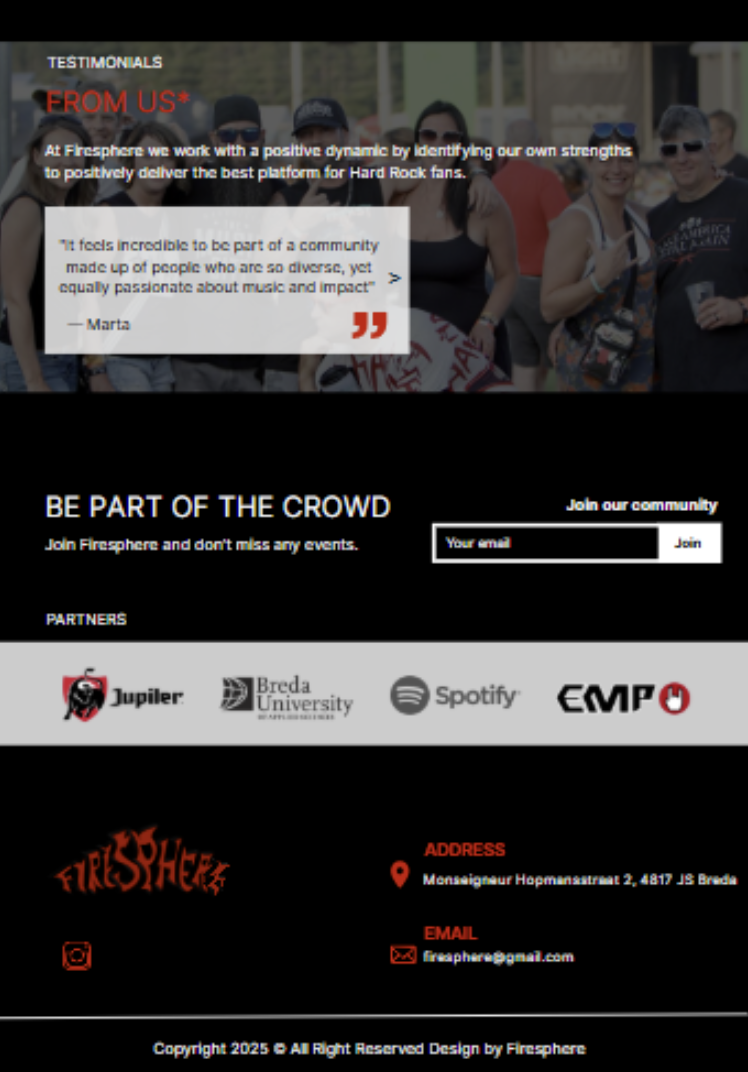 TESTIMONIALS
FROM US*
At Firesphere we work with a positive dynamic by identifying our own strengths
to positively deliver the best platform for Hard Rock fans.
"It feels incredible to be part of a community
made up of people who are so diverse, yet
equally passionate about music and impact"
>
— Marta
BE PART OF THE CROWD
Join our community
Join Firesphere and don't miss any events.
Your email
Join
PARTNERS
Jupiler
Breda
University
OF APPLIED SCIENCES
Spotify
EMP
FIRESPHERE
ADDRESS
Monseigneur Hopmansstraat 2, 4817 JS Breda
EMAIL
firesphere@gmail.com
Copyright 2025 © All Right Reserved Design by Firesphere